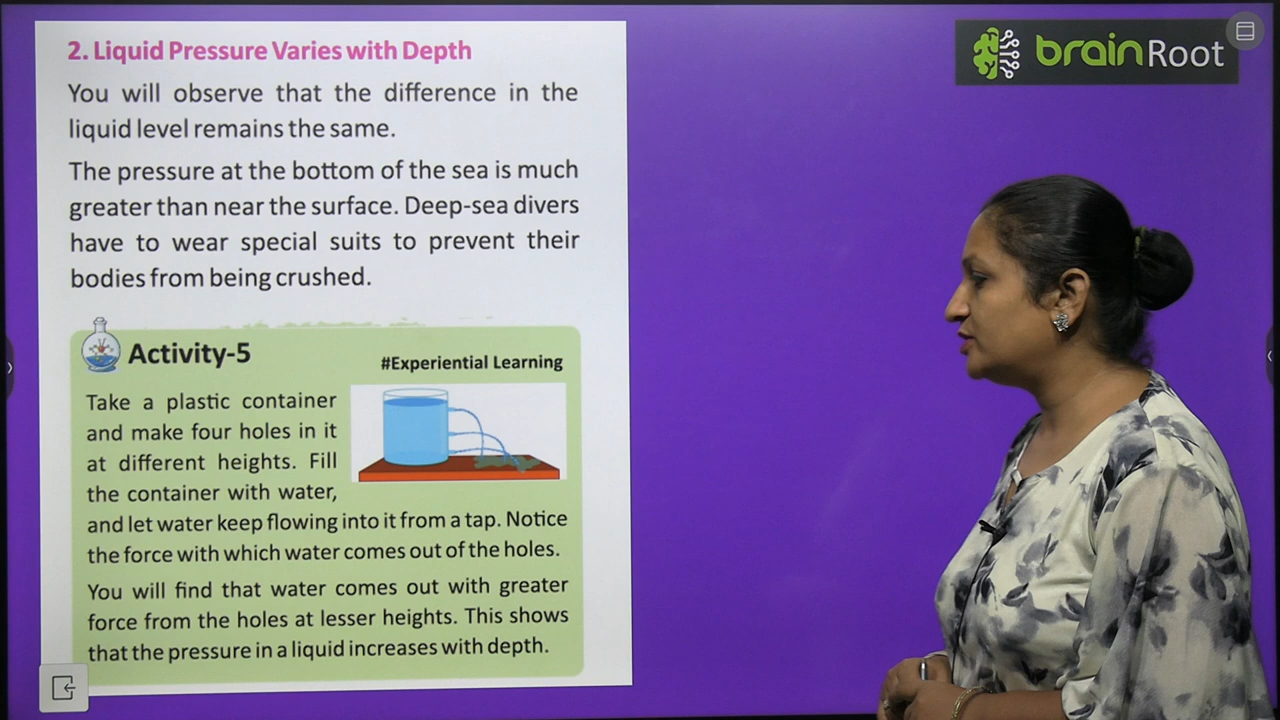 2. Liquid Pressure Varies with Depth
You will observe that the difference in the
liquid level remains the same.
The pressure at the bottom of the sea is much
greater than near the surface. Deep-sea divers
have to wear special suits to prevent their
bodies from being crushed.
Activity-5
#Experiential Learning
Take a plastic container
and make four holes in it
at different heights. Fill
the container with water,
and let water keep flowing into it from a tap. Notice
the force with which water comes out of the holes.
You will find that water comes out with greater
force from the holes at lesser heights. This shows
that the pressure in a liquid increases with depth.
brainRoot